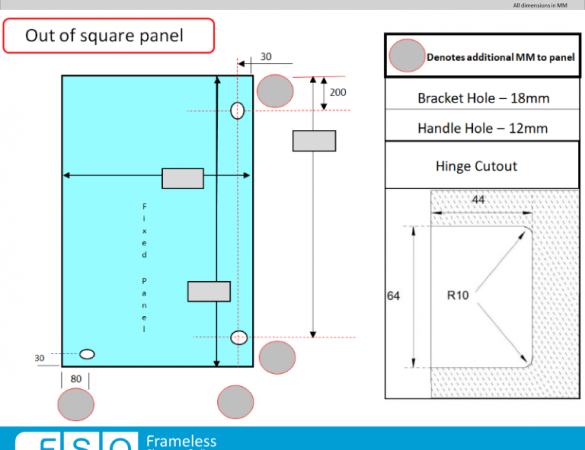 All dimensions in MM
Out of square panel
30
200
Fixed Panel
30
80
Denotes additional MM to panel
Bracket Hole – 18mm
Handle Hole – 12mm
Hinge Cutout
44
64
R10
Frameless